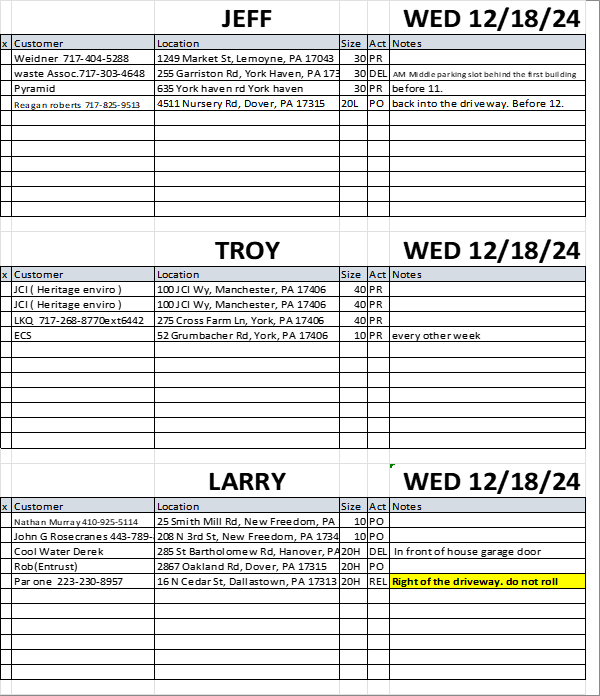 JEFF WED 12/18/24
x Customer Location Size Act Notes
Weidner 717-404-5288 1249 Market St, Lemoyne, PA 17043 30 PR
waste Assoc.717-303-4648 255 Garriston Rd, York Haven, PA 173 30 DEL AM Middle parking slot behind the first building
Pyramid 635 York haven rd York haven 30 PR before 11.
Reagan roberts 717-825-9513 4511 Nursery Rd, Dover, PA 17315 20L PO back into the driveway. Before 12.
TROY WED 12/18/24
x Customer Location Size Act Notes
JCI ( Heritage enviro ) 100 JCI Wy, Manchester, PA 17406 40 PR
JCI ( Heritage enviro ) 100 JCI Wy, Manchester, PA 17406 40 PR
LKQ 717-268-8770ext6442 275 Cross Farm Ln, York, PA 17406 40 PR
ECS 52 Grumbacher Rd, York, PA 17406 10 PR every other week
LARRY WED 12/18/24
x Customer Location Size Act Notes
Nathan Murray 410-925-5114 25 Smith Mill Rd, New Freedom, PA 10 PO
John G Rosecranes 443-789- 208 N 3rd St, New Freedom, PA 1734 10 PO
Cool Water Derek 285 St Bartholomew Rd, Hanover, PA 20H DEL In front of house garage door
Rob(Entrust) 2867 Oakland Rd, Dover, PA 17315 20H PO
Par one 223-230-8957 16 N Cedar St, Dallastown, PA 17313 20H REL Right of the driveway. do not roll